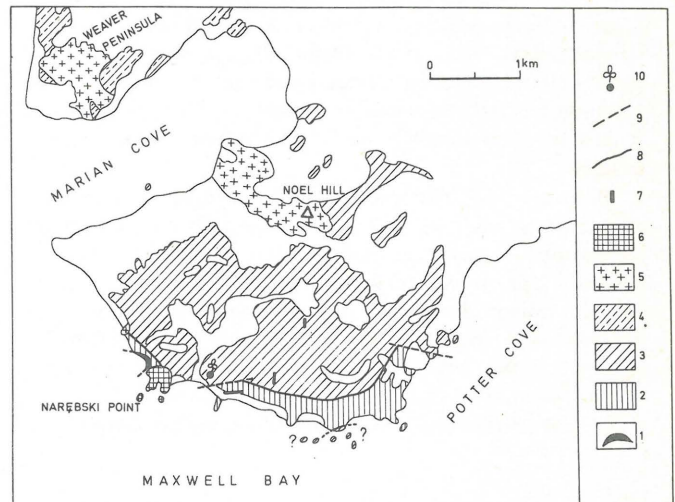 WEAVER
PENINSULA
0 1km
MARIAN COVE
NOEL HILL
NARĘBSKI POINT
POTTER COVE
? ?
MAXWELL BAY
10
9
8
7
6
5
4
3
2
1